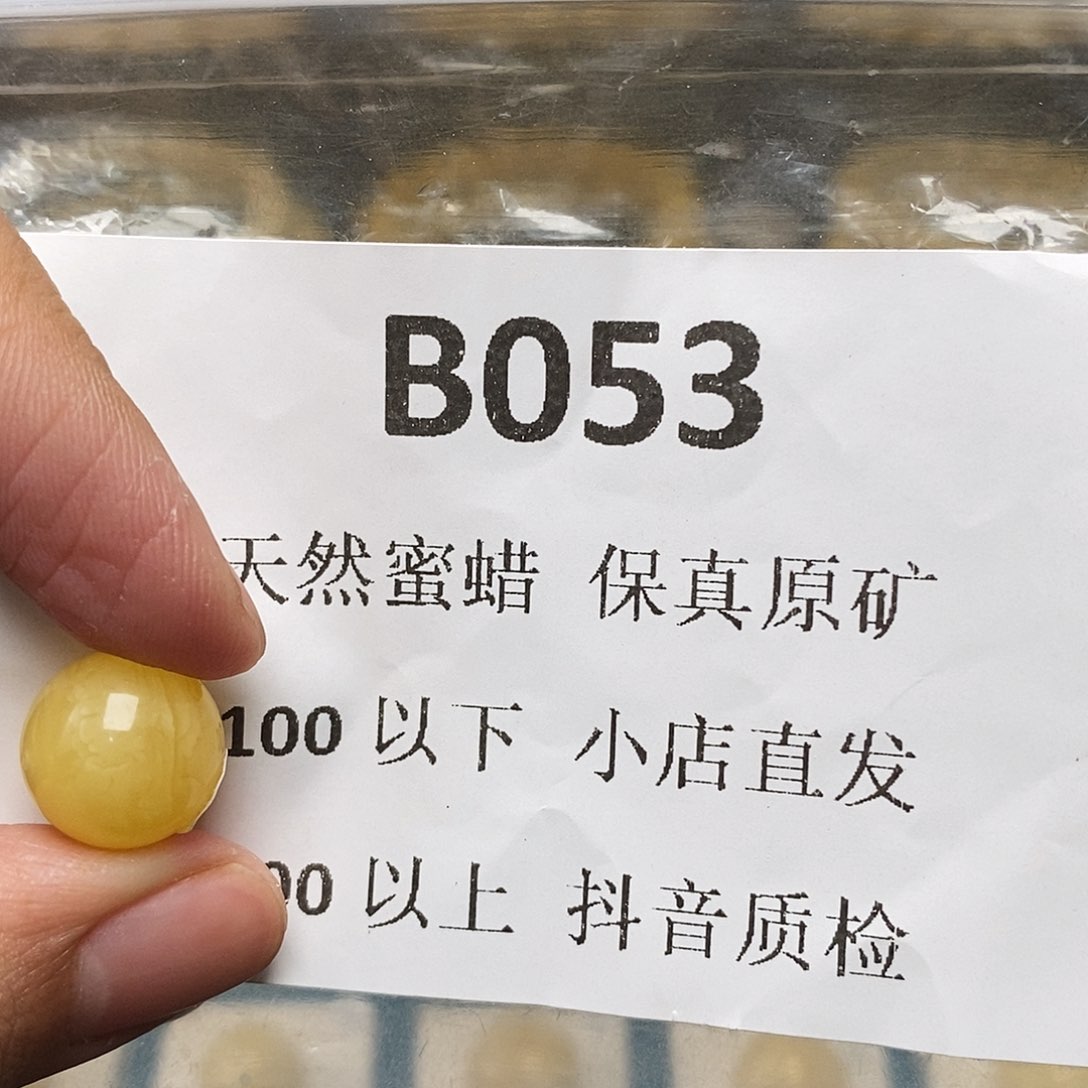 B053
天然蜜蜡 保真原矿
100 以下 小店直发
00 以上 抖音质检